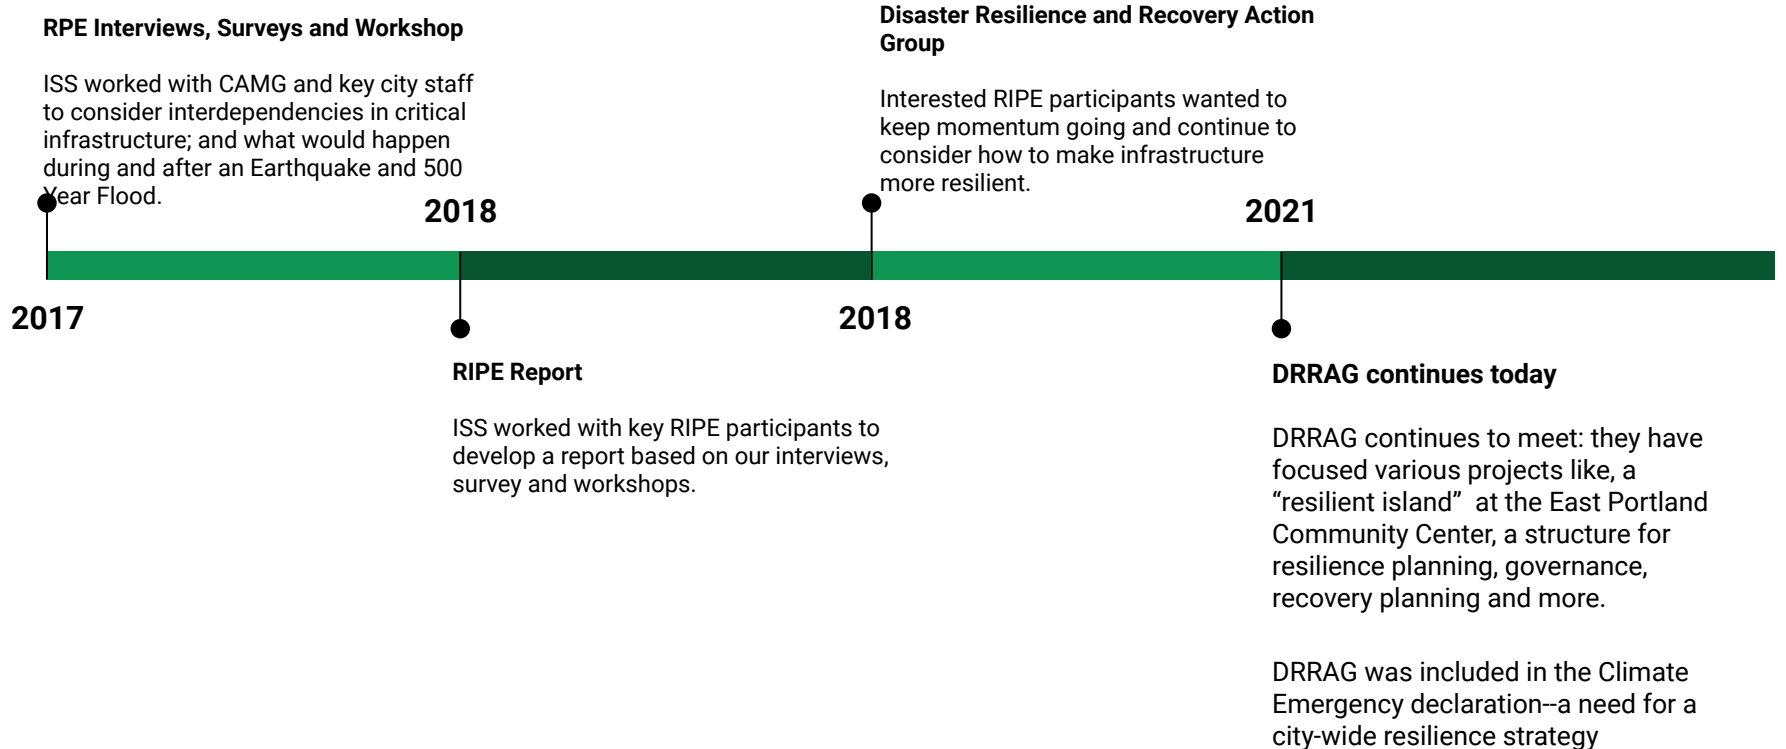 RPE Interviews, Surveys and Workshop
ISS worked with CAMG and key city staff
to consider interdependencies in critical
infrastructure; and what would happen
during and after an Earthquake and 500
Year Flood.
2017
2018
RIPE Report
ISS worked with key RIPE participants to
develop a report based on our interviews,
survey and workshops.
Disaster Resilience and Recovery Action
Group
Interested RIPE participants wanted to
keep momentum going and continue to
consider how to make infrastructure
more resilient.
2018
2021
DRRAG continues today
DRRAG continues to meet: they have
focused various projects like, a
“resilient island”  at the East Portland
Community Center, a structure for
resilience planning, governance,
recovery planning and more.
DRRAG was included in the Climate
Emergency declaration--a need for a
city-wide resilience strategy